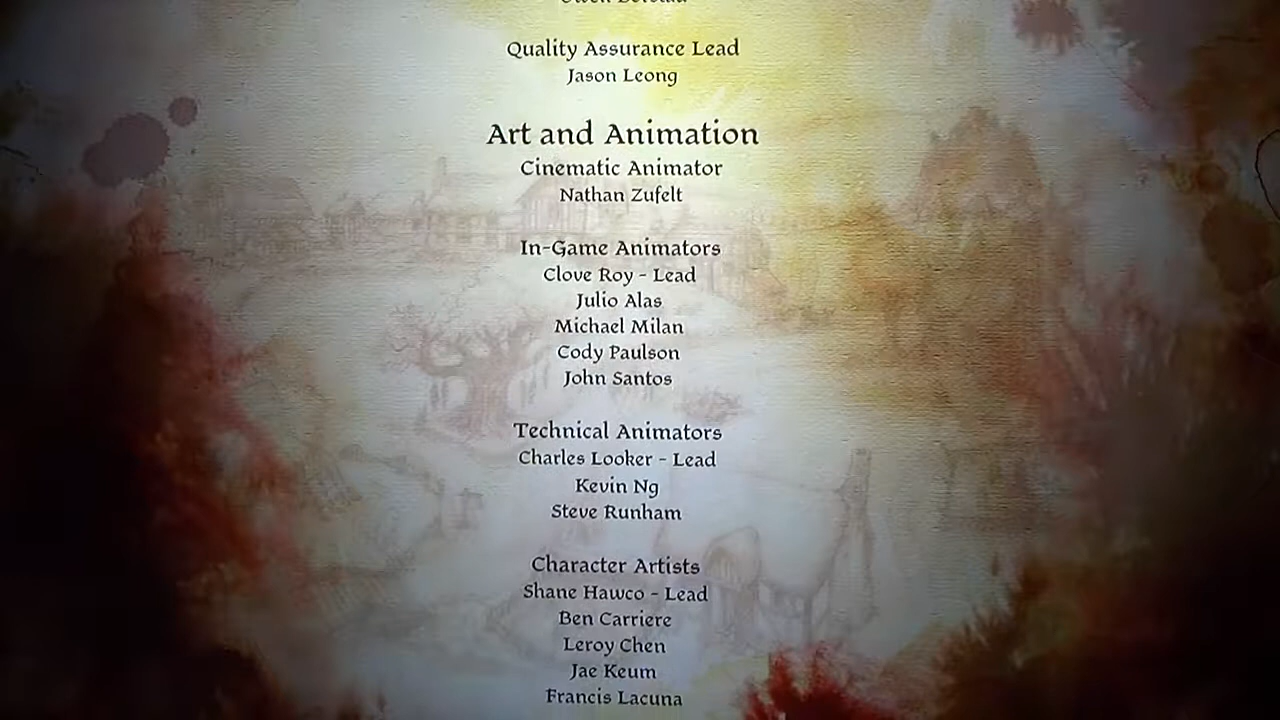 Quality Assurance Lead
Jason Leong
Art and Animation
Cinematic Animator
Nathan Zufelt
In-Game Animators
Clove Roy - Lead
Julio Alas
Michael Milan
Cody Paulson
John Santos
Technical Animators
Charles Looker - Lead
Kevin Ng
Steve Runham
Character Artists
Shane Hawco - Lead
Ben Carriere
Leroy Chen
Jae Keum
Francis Lacuna